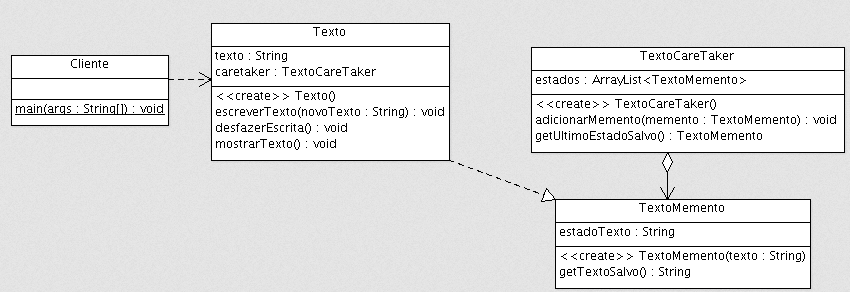 Cliente
main(args : String[]) : void
Texto
texto : String
caretaker : TextoCareTaker
<<create>> Texto()
escreverTexto(novoTexto : String) : void
desfazerEscrita() : void
mostrarTexto() : void
TextoCareTaker
estados : ArrayList<TextoMemento>
<<create>> TextoCareTaker()
adicionarMemento(memento : TextoMemento) : void
getUltimoEstadoSalvo() : TextoMemento
TextoMemento
estadoTexto : String
<<create>> TextoMemento(texto : String)
getTextoSalvo() : String